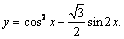 y = cos² x − √3/2 sin 2x.